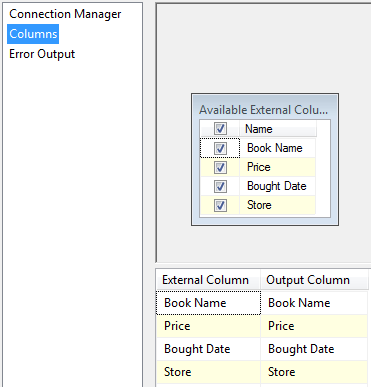 Connection Manager
Columns
Error Output
Available External Colu...
Name
Book Name
Price
Bought Date
Store
External Column Output Column
Book Name Book Name
Price Price
Bought Date Bought Date
Store Store